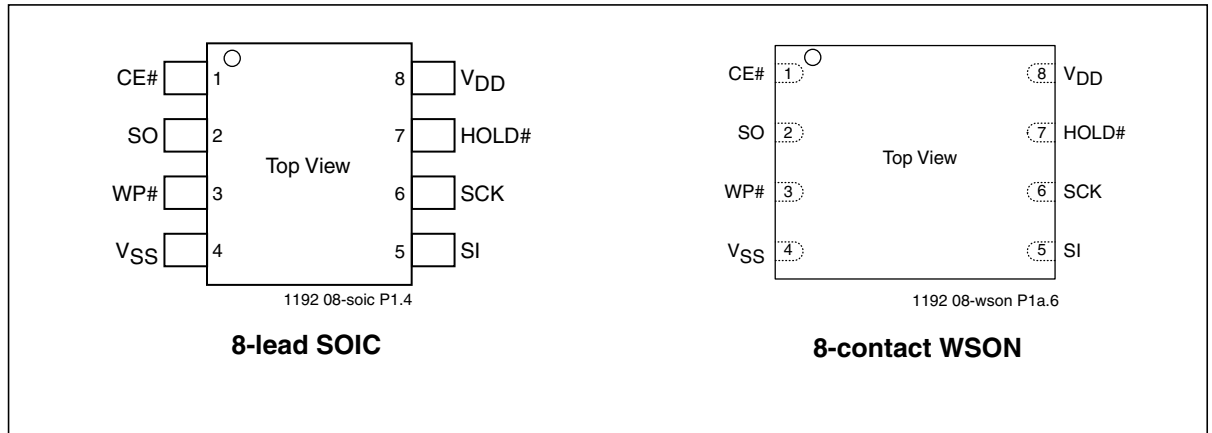 CE# 1 8 VDD
SO 2 7 HOLD#
Top View
WP# 3 6 SCK
VSS 4 5 SI
1192 08-soic P1.4
8-lead SOIC
CE# 1 8 VDD
SO 2 7 HOLD#
Top View
WP# 3 6 SCK
VSS 4 5 SI
1192 08-wson P1a.6
8-contact WSON